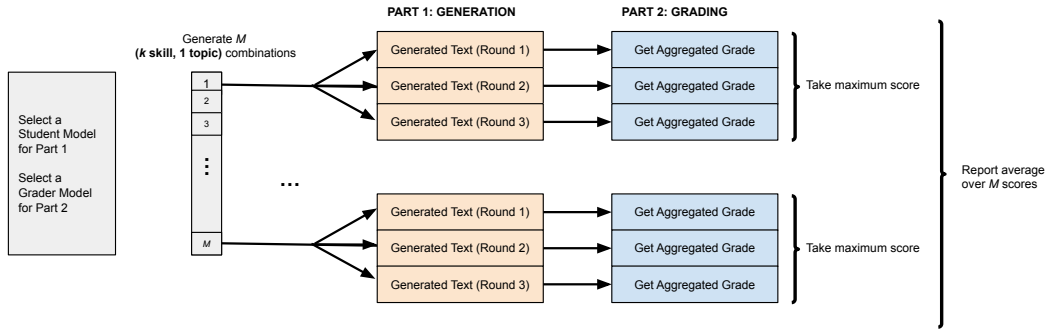 PART 1: GENERATION
PART 2: GRADING
Generate M
(k skill, 1 topic) combinations
Select a
Student Model
for Part 1
Select a
Grader Model
for Part 2
1
2
3
⋮
M
...
Generated Text (Round 1)
Generated Text (Round 2)
Generated Text (Round 3)
Get Aggregated Grade
Get Aggregated Grade
Get Aggregated Grade
Take maximum score
Generated Text (Round 1)
Generated Text (Round 2)
Generated Text (Round 3)
Get Aggregated Grade
Get Aggregated Grade
Get Aggregated Grade
Take maximum score
Report average
over M scores